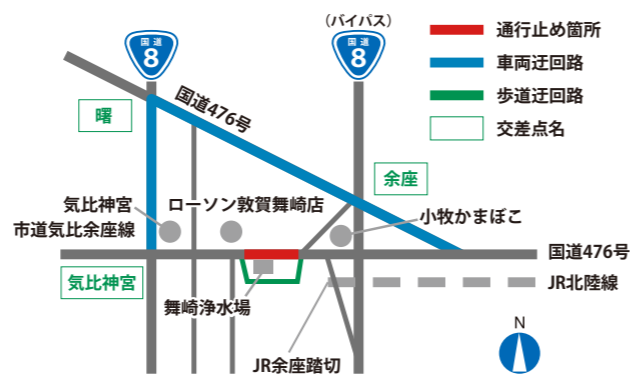 (バイパス)
国道
8
国道
8
通行止め箇所
車両迂回路
歩道迂回路
交差点名
曙
国道476号
余座
気比神宮
市道気比余座線
ローソン敦賀舞崎店
小牧かまぼこ
国道476号
気比神宮
JR北陸線
舞崎浄水場
JR余座踏切
N